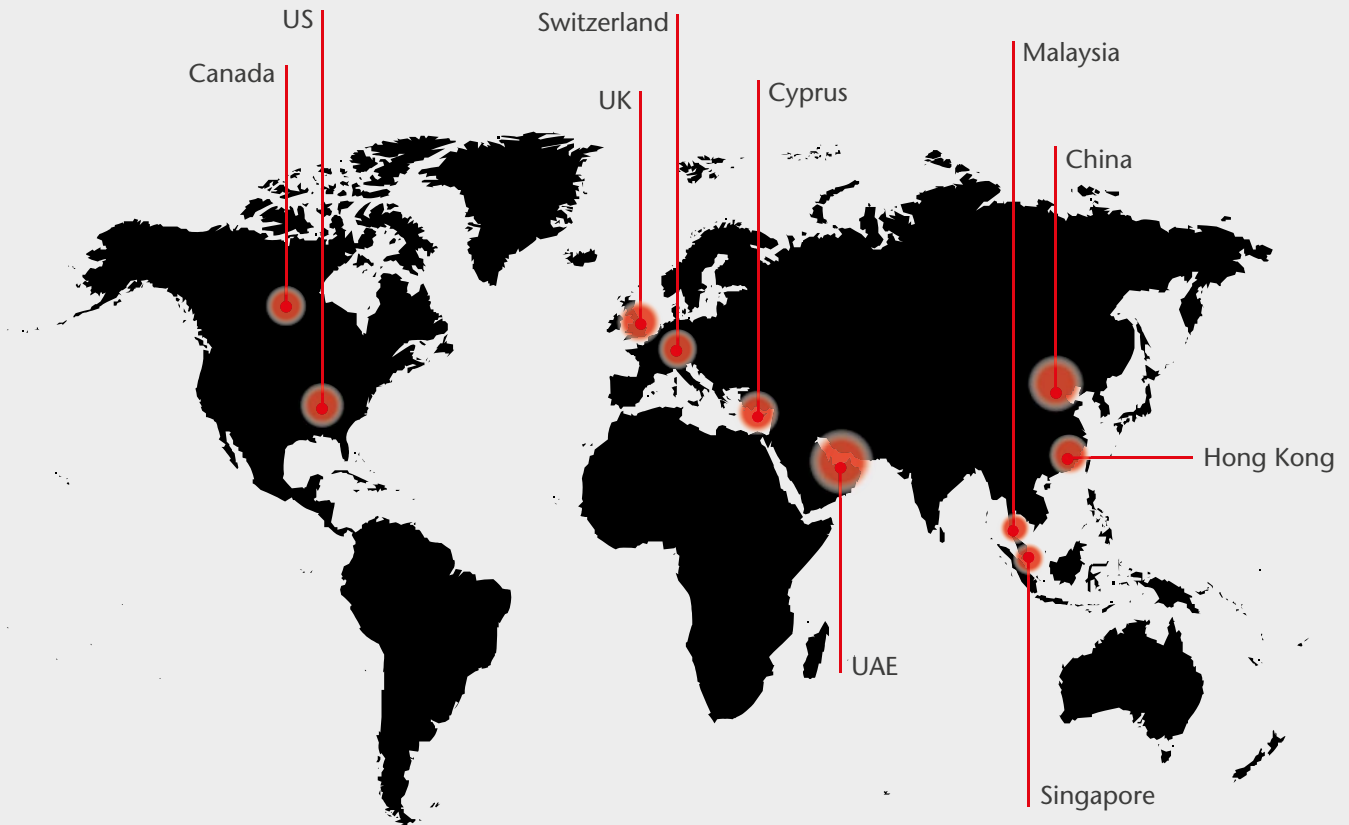 US
Switzerland
Malaysia
Canada
Cyprus
UK
China
Hong Kong
UAE
Singapore